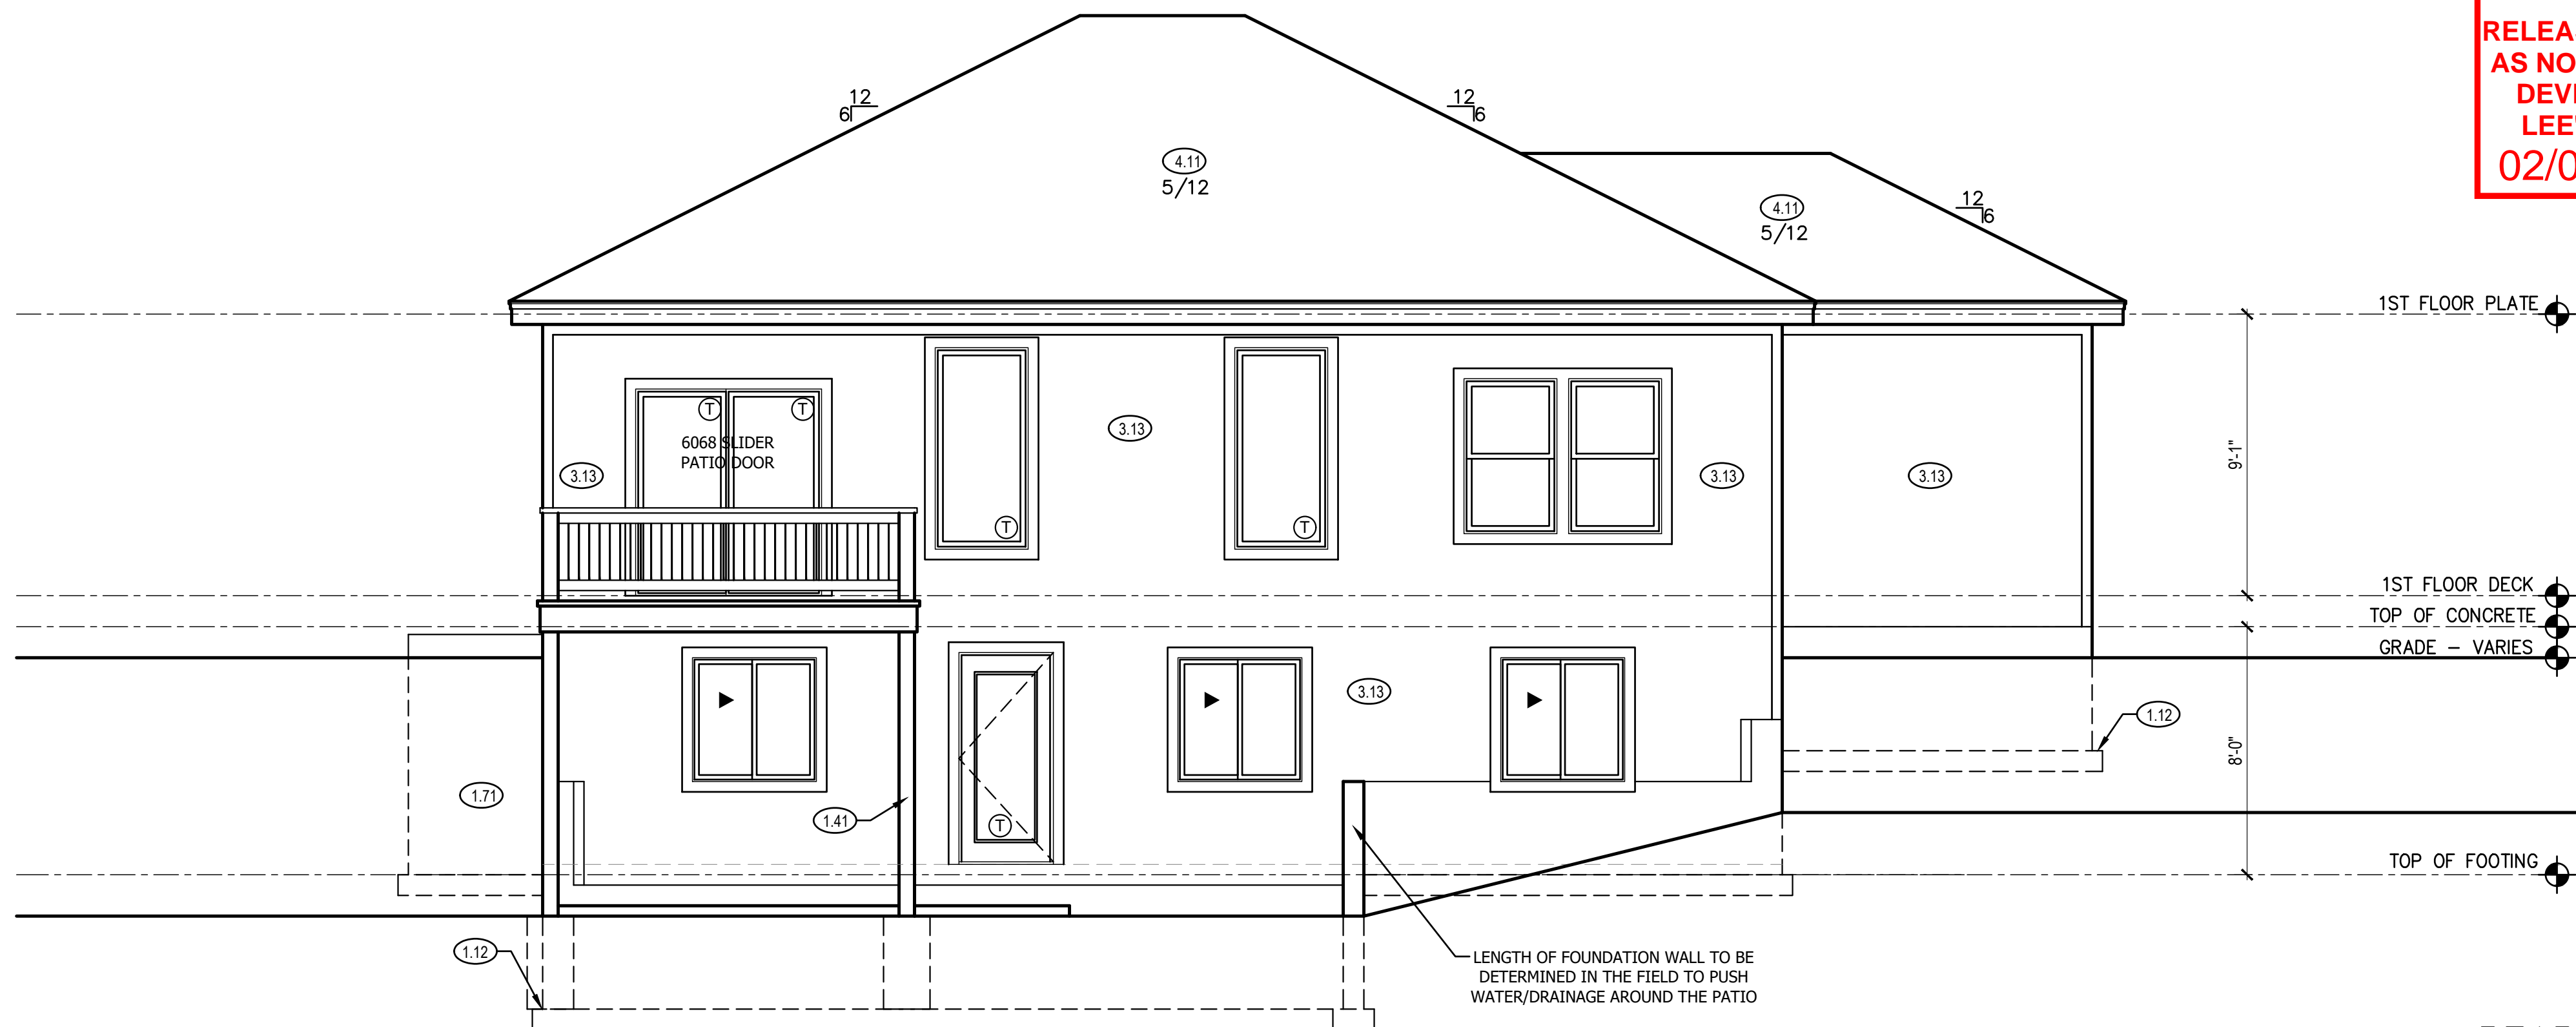 RELEA
AS NO
DEV
LEE
02/0
12
6
12
6
4.11
5/12
12
6
4.11
5/12
1ST FLOOR PLATE
T
T
6068 SLIDER
PATIO DOOR
3.13
3.13
3.13
3.13
9'-1"
T
T
1ST FLOOR DECK
TOP OF CONCRETE
GRADE – VARIES
3.13
1.12
8'-0"
1.71
1.41
T
TOP OF FOOTING
1.12
LENGTH OF FOUNDATION WALL TO BE
DETERMINED IN THE FIELD TO PUSH
WATER/DRAINAGE AROUND THE PATIO